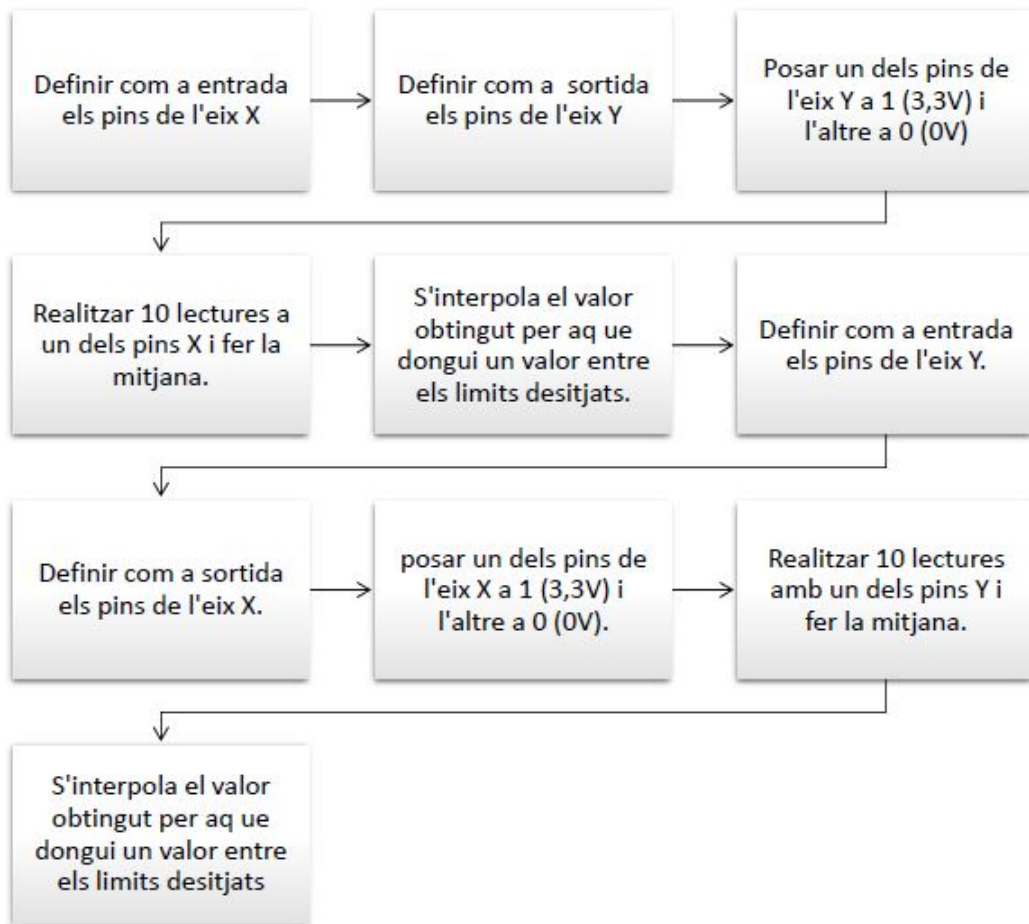 Definir com a entrada
els pins de l'eix X
Definir com a  sortida
els pins de l'eix Y
Posar un dels pins de
l'eix Y a 1 (3,3V) i
l'altre a 0 (0V)
Realitzar 10 lectures a
un dels pins X i fer la
mitjana.
S'interpola el valor
obtingut per aq ue
dongui un valor entre
els limits desitjats.
Definir com a entrada
els pins de l'eix Y.
Definir com a sortida
els pins de l'eix X.
posar un dels pins de
l'eix X a 1 (3,3V) i
l'altre a 0 (0V).
Realitzar 10 lectures
amb un dels pins Y i
fer la mitjana.
S'interpola el valor
obtingut per aq ue
dongui un valor entre
els limits desitjats